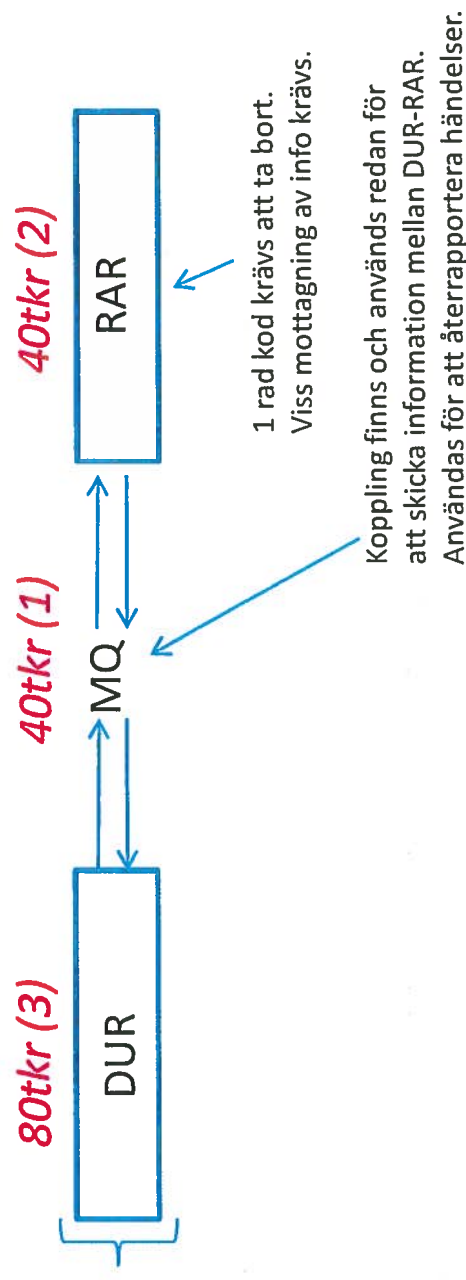 80tkr (3)
40tkr (1)
40tkr (2)
DUR
MQ
RAR
1 rad kod krävs att ta bort.
Viss mottagning av info krävs.
Koppling finns och används redan för
att skicka information mellan DUR-RAR.
Användas för att återrapportera händelser.